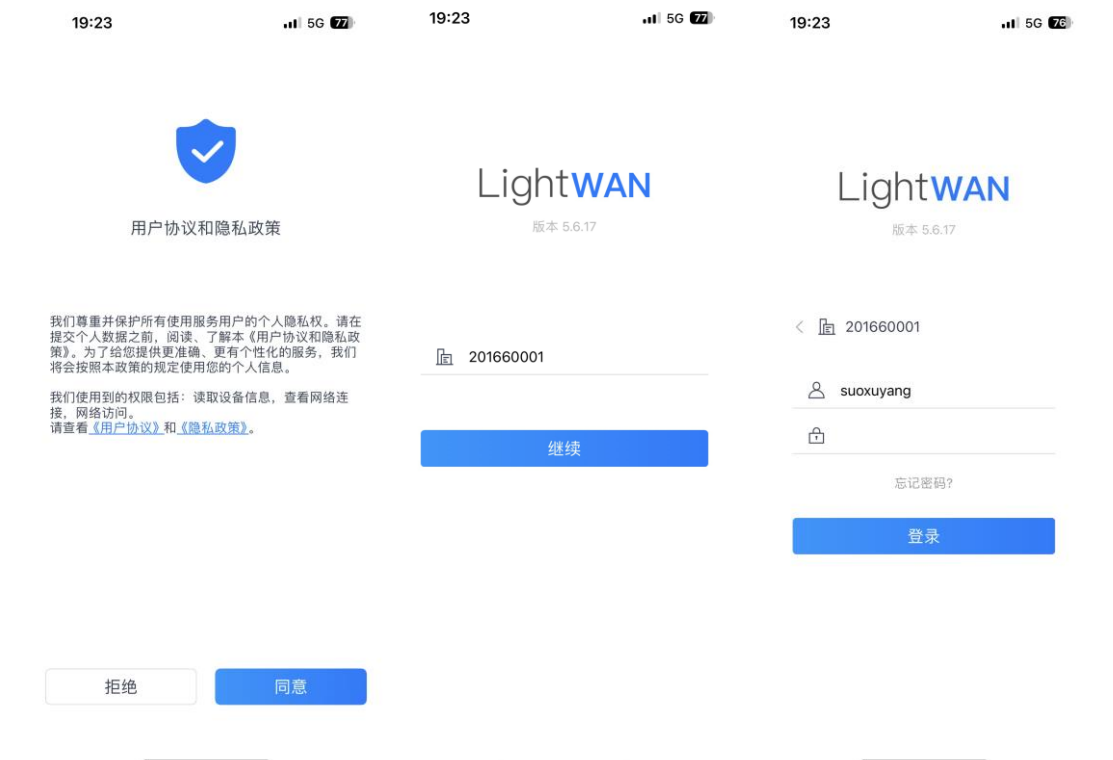 19:23
5G 77
用户协议和隐私政策
我们尊重并保护所有使用服务用户的个人隐私权。请在
提交个人数据之前，阅读、了解本《用户协议和隐私政
策》。为了给您提供更准确、更有个性化的服务，我们
将会按照本政策的规定使用您的个人信息。
我们使用到的权限包括：读取设备信息，查看网络连
接，网络访问。
请查看《用户协议》和《隐私政策》。
拒绝
同意
19:23
5G 77
LightWAN
版本 5.6.17
201660001
继续
19:23
5G 76
LightWAN
版本 5.6.17
< 201660001
suoxuyang
忘记密码?
登录